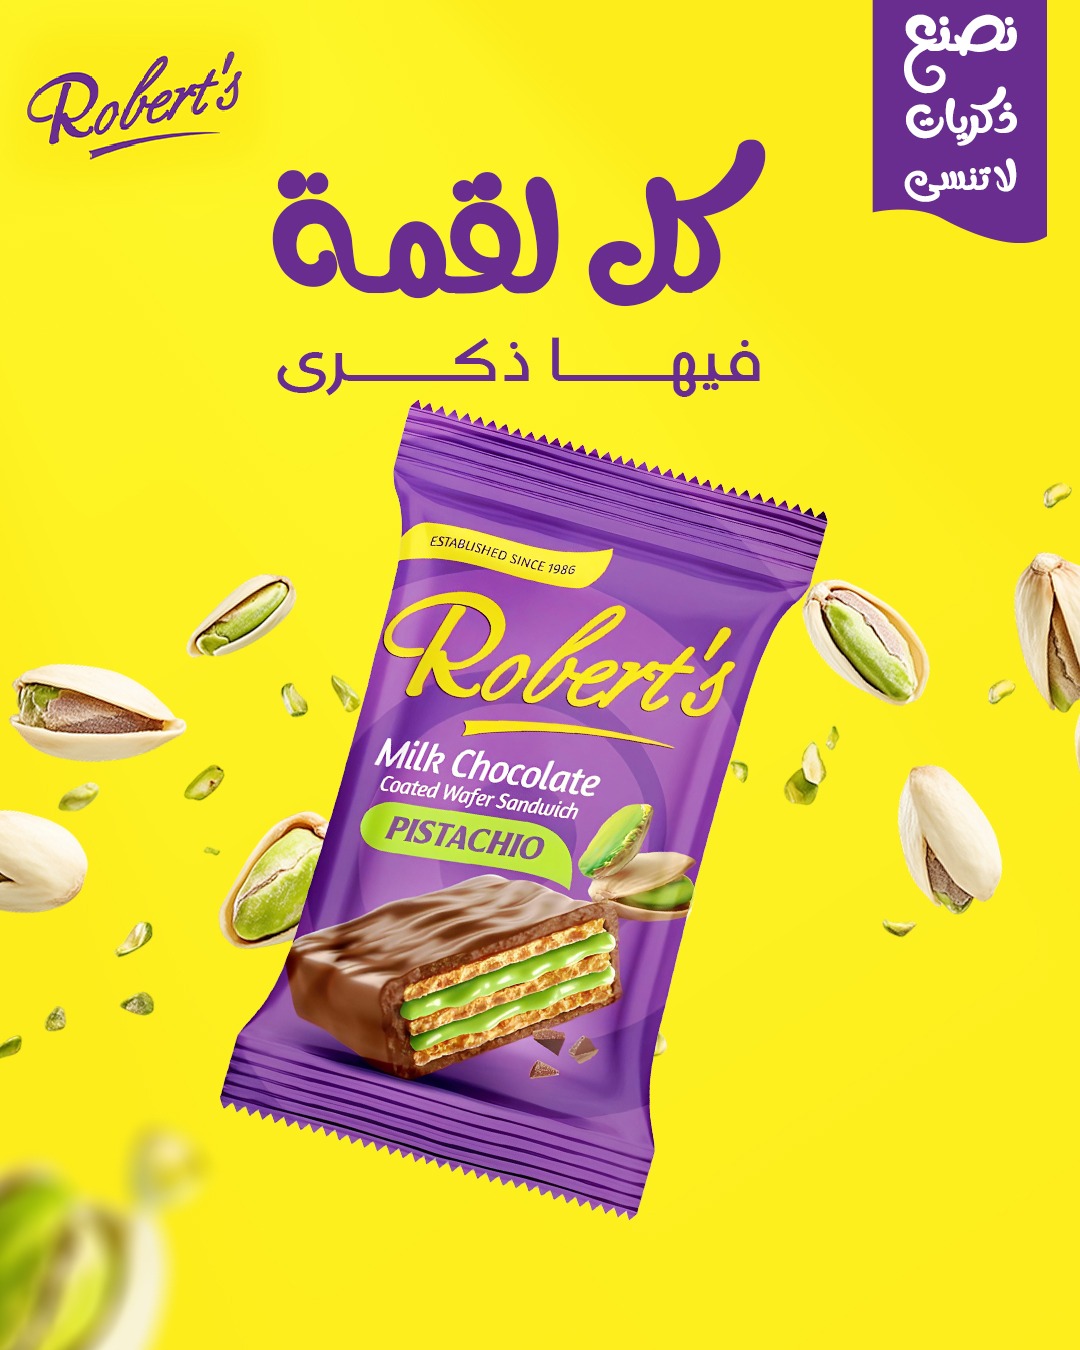 Robert's
نصنع
ذكريات
لا تنسى
كل لقمة
فيها ذكرى
ESTABLISHED SINCE 1986
Robert's
Milk Chocolate
Coated Wafer Sandwich
PISTACHIO